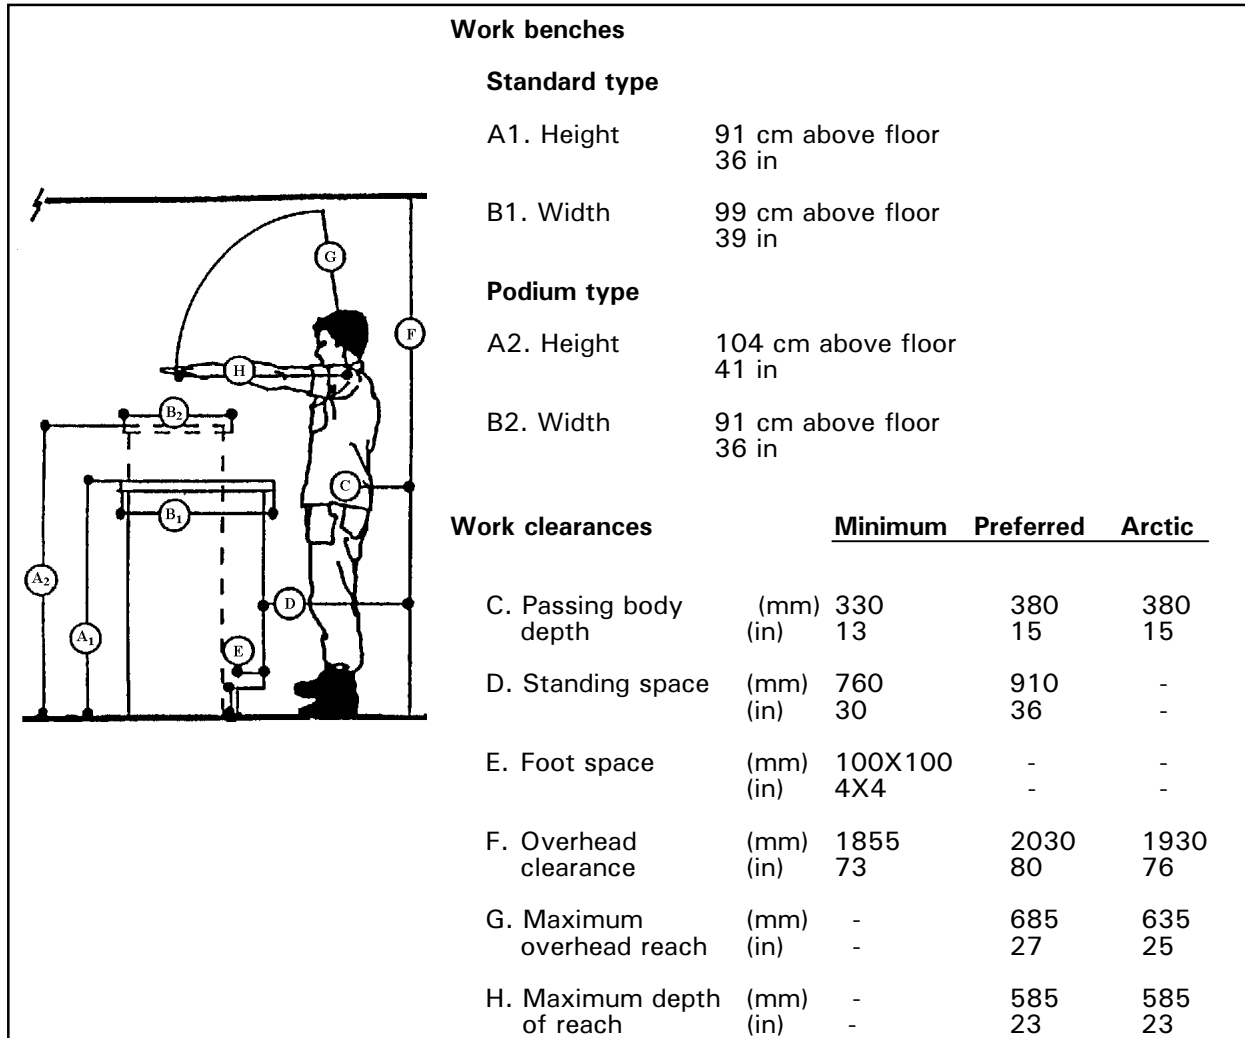 Work benches
Standard type
A1. Height 91 cm above floor
36 in
B1. Width 99 cm above floor
39 in
Podium type
A2. Height 104 cm above floor
41 in
B2. Width 91 cm above floor
36 in
G
F
H
B2
C
B1
A2
D
A1
E
Work clearances Minimum Preferred Arctic
C. Passing body (mm) 330 380 380
depth (in) 13 15 15
D. Standing space (mm) 760 910 -
(in) 30 36 -
E. Foot space (mm) 100X100 - -
(in) 4X4 - -
F. Overhead (mm) 1855 2030 1930
clearance (in) 73 80 76
G. Maximum (mm) - 685 635
overhead reach (in) - 27 25
H. Maximum depth (mm) - 585 585
of reach (in) - 23 23